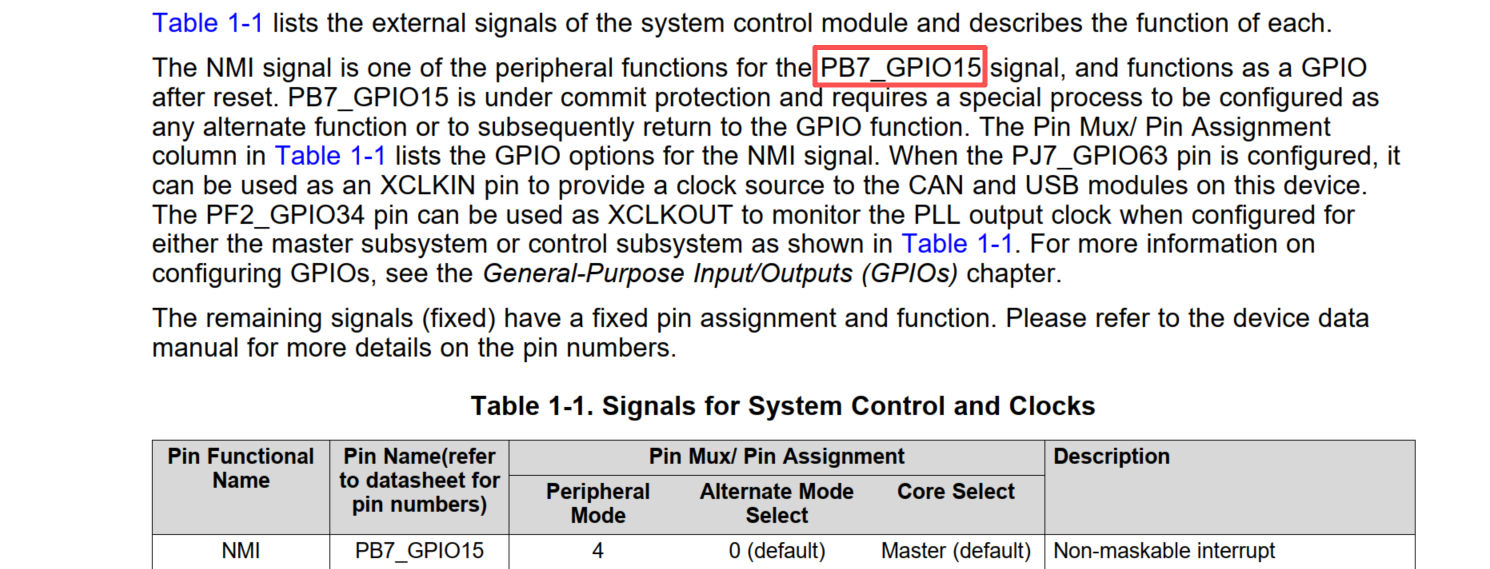 Table 1-1 lists the external signals of the system control module and describes the function of each.
The NMI signal is one of the peripheral functions for the PB7_GPIO15 signal, and functions as a GPIO
after reset. PB7_GPIO15 is under commit protection and requires a special process to be configured as
any alternate function or to subsequently return to the GPIO function. The Pin Mux/ Pin Assignment
column in Table 1-1 lists the GPIO options for the NMI signal. When the PJ7_GPIO63 pin is configured, it
can be used as an XCLKIN pin to provide a clock source to the CAN and USB modules on this device.
The PF2_GPIO34 pin can be used as XCLKOUT to monitor the PLL output clock when configured for
either the master subsystem or control subsystem as shown in Table 1-1. For more information on
configuring GPIOs, see the General-Purpose Input/Outputs (GPIOs) chapter.
The remaining signals (fixed) have a fixed pin assignment and function. Please refer to the device data
manual for more details on the pin numbers.
Table 1-1. Signals for System Control and Clocks
Pin Functional Name
Pin Name(refer to datasheet for pin numbers)
Pin Mux/ Pin Assignment
Description
Peripheral Mode
Alternate Mode Select
Core Select
NMI PB7_GPIO15 4 0 (default) Master (default) Non-maskable interrupt